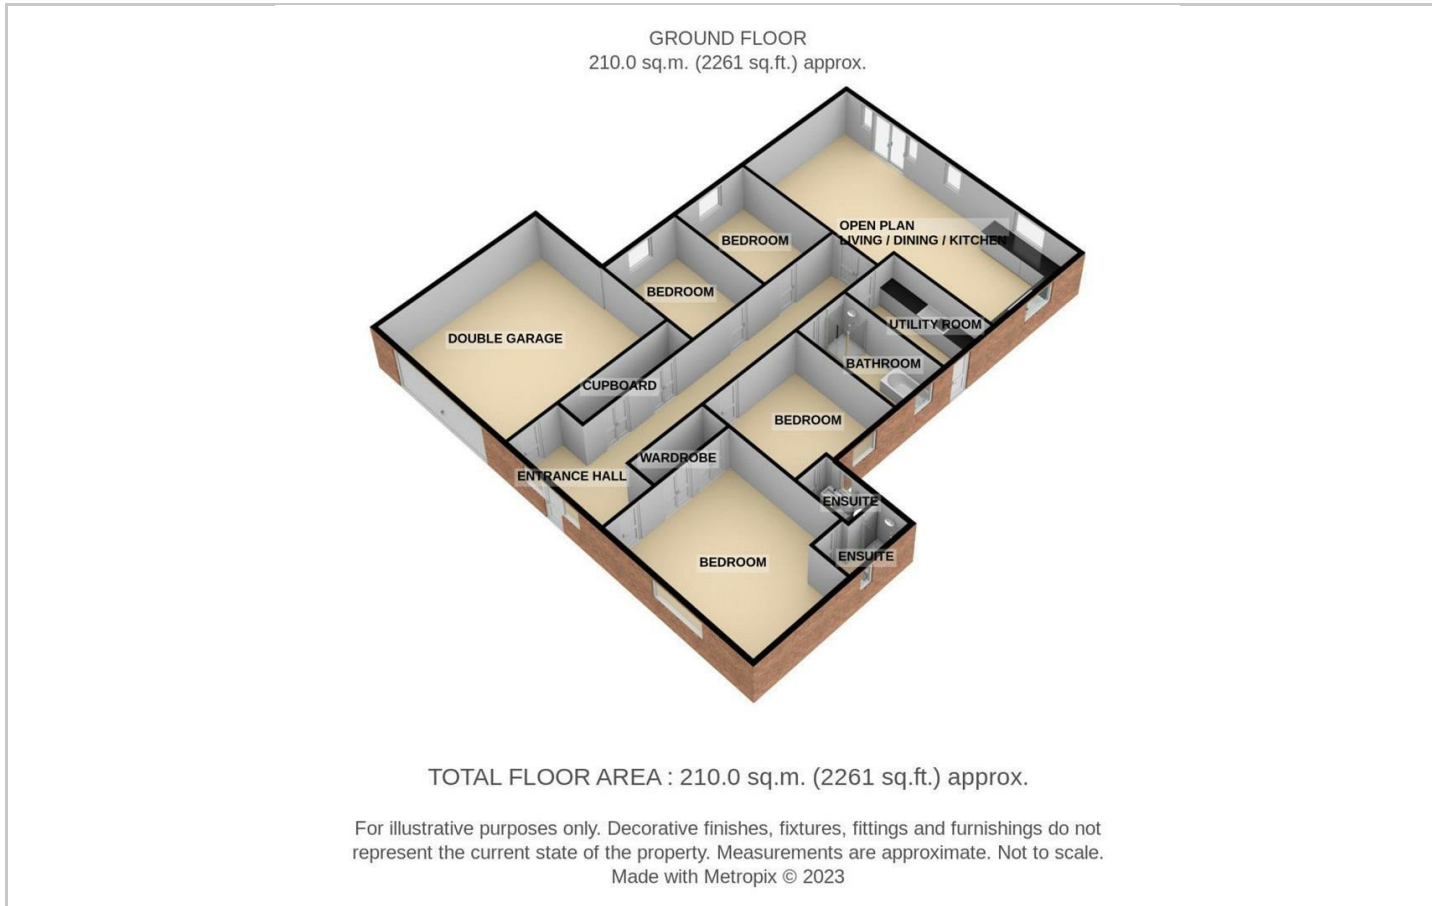 GROUND FLOOR
210.0 sq.m. (2261 sq.ft.) approx.
OPEN PLAN
LIVING / DINING / KITCHEN
BEDROOM
BEDROOM
UTILITY ROOM
DOUBLE GARAGE
BATHROOM
CUPBOARD
BEDROOM
WARDROBE
ENTRANCE HALL
ENSUITE
ENSUITE
BEDROOM
TOTAL FLOOR AREA : 210.0 sq.m. (2261 sq.ft.) approx.
For illustrative purposes only. Decorative finishes, fixtures, fittings and furnishings do not
represent the current state of the property. Measurements are approximate. Not to scale.
Made with Metropix © 2023